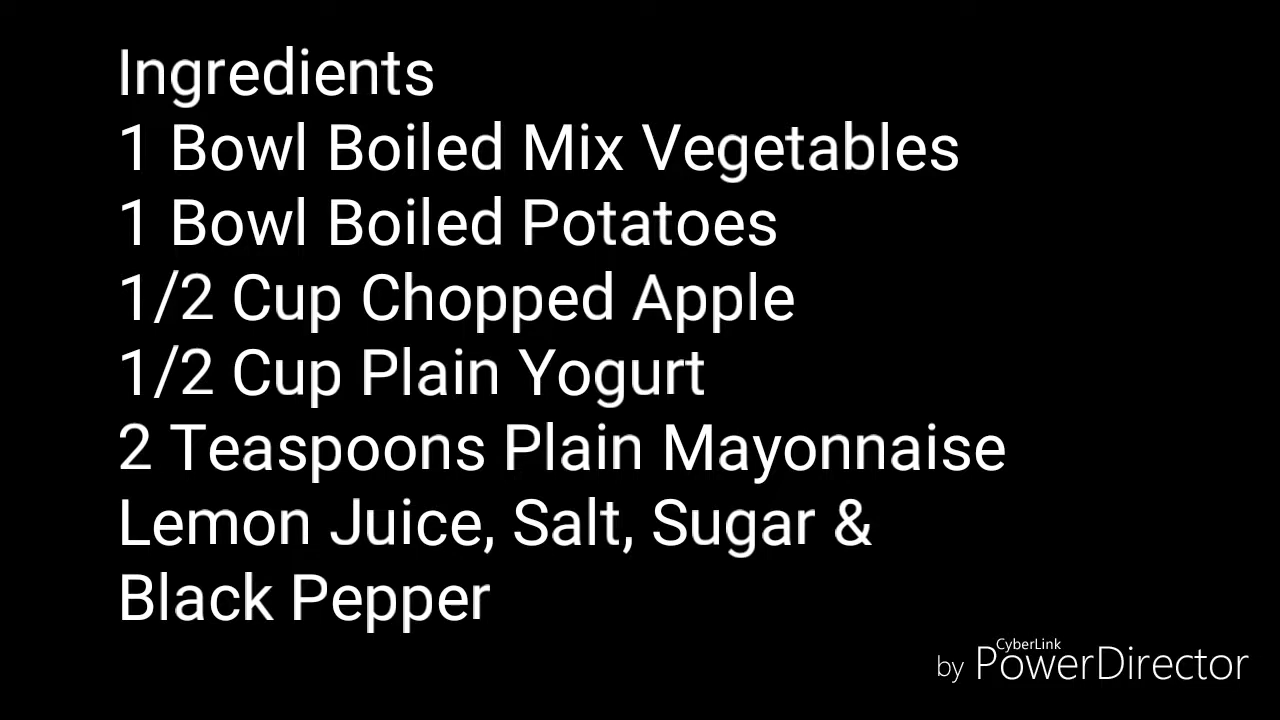 Ingredients
1 Bowl Boiled Mix Vegetables
1 Bowl Boiled Potatoes
1/2 Cup Chopped Apple
1/2 Cup Plain Yogurt
2 Teaspoons Plain Mayonnaise
Lemon Juice, Salt, Sugar &
Black Pepper
CyberLink
by PowerDirector